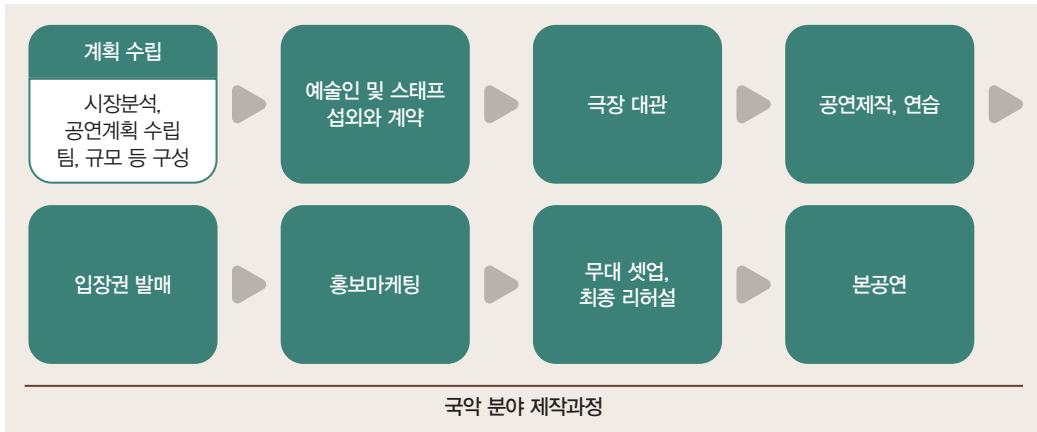 계획 수립
시장분석,
공연계획 수립
팀, 규모 등 구성
예술인 및 스태프
섭외와 계약
극장 대관
공연제작, 연습
입장권 발매
홍보마케팅
무대 셋업,
최종 리허설
본공연
국악 분야 제작과정